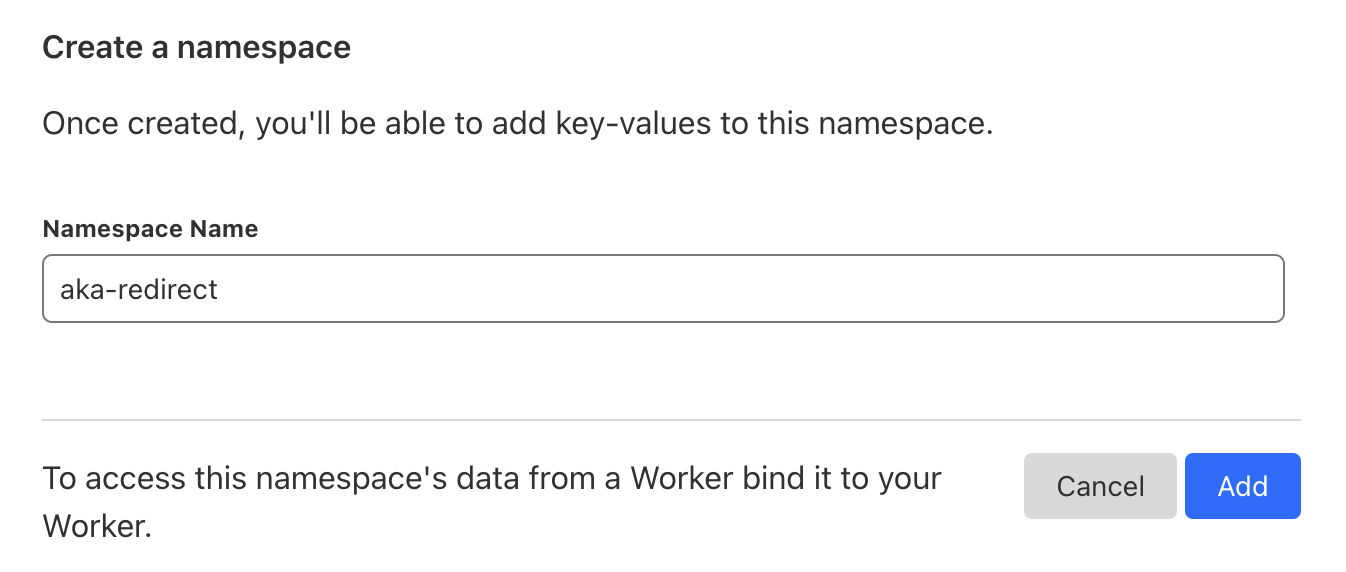 Create a namespace
Once created, you'll be able to add key-values to this namespace.
Namespace Name
aka-redirect
To access this namespace's data from a Worker bind it to your
Worker.
Cancel
Add